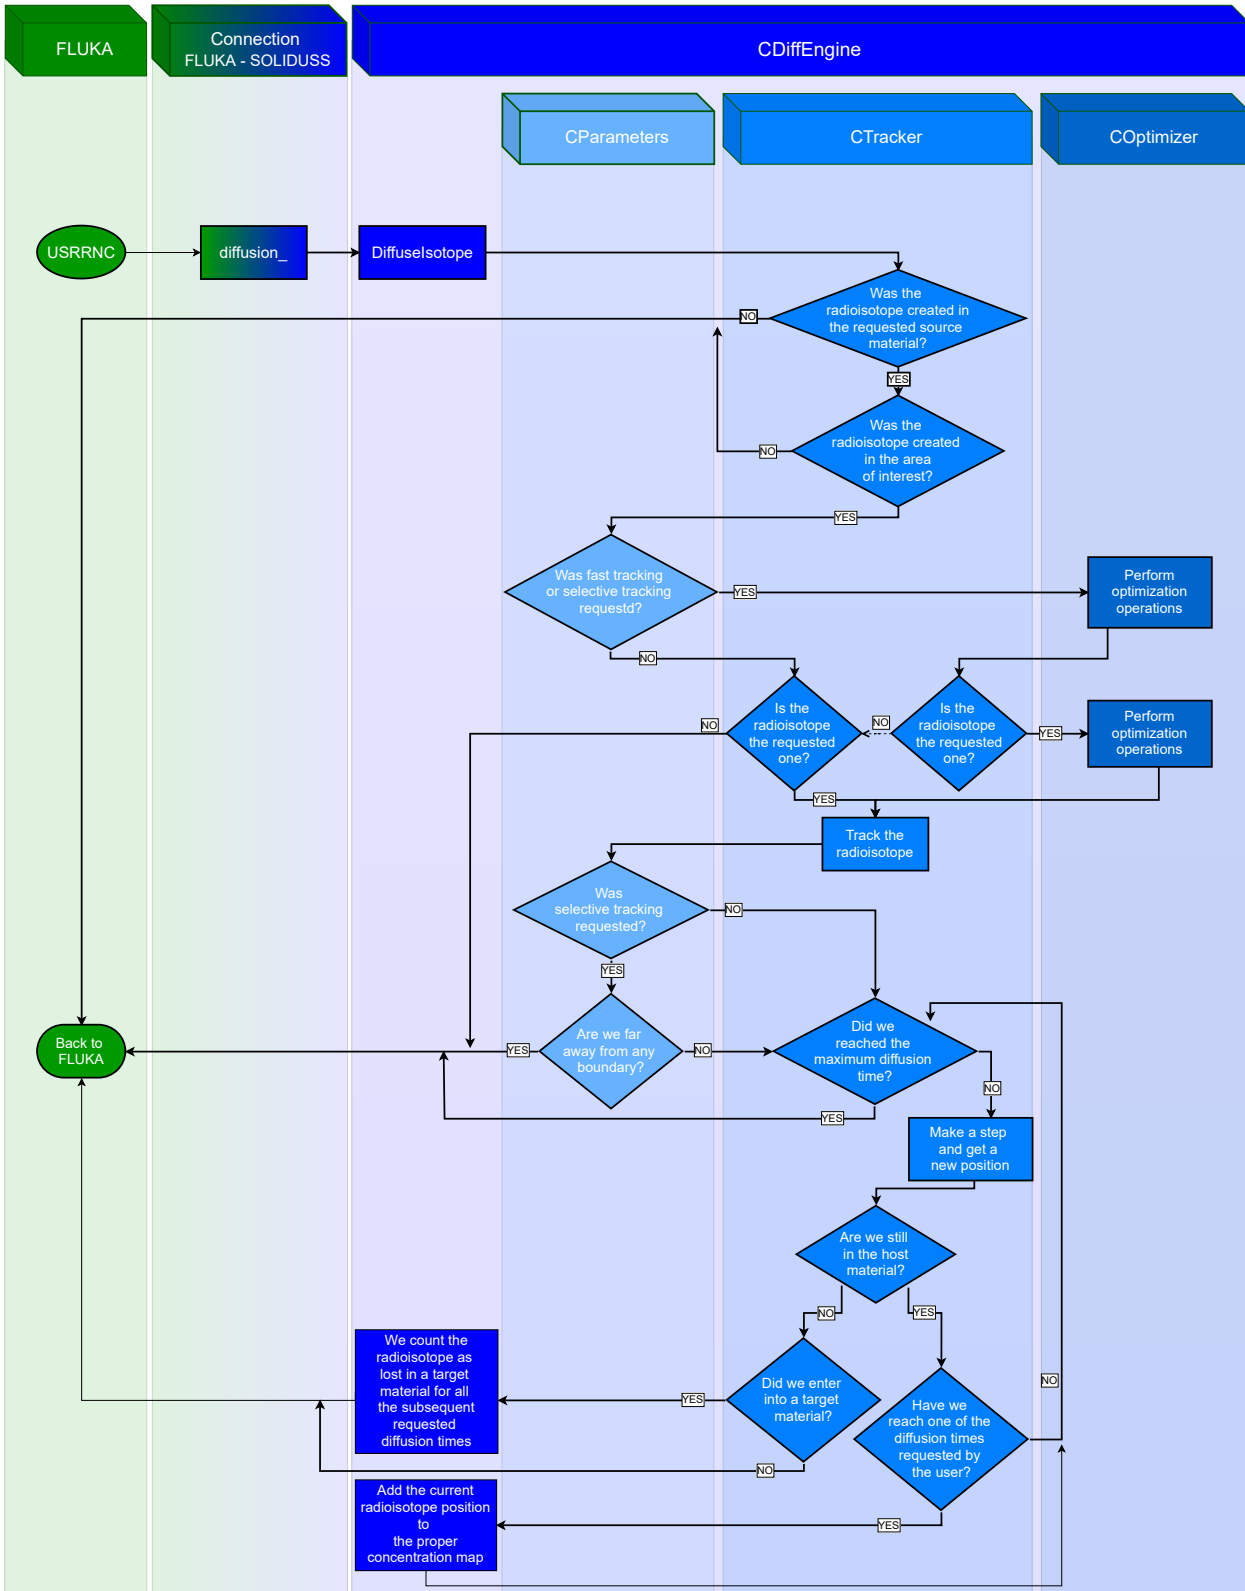 FLUKA
Connection
FLUKA - SOLIDUSS
CDiffEngine
CParameters
CTracker
COptimizer
USRRNC
diffusion_
DiffuseIsotope
Was the
radioisotope created in
the requested source
material?
NO
YES
Was the
radioisotope created
in the area
of interest?
NO
YES
Was fast tracking
or selective tracking
requestd?
YES
Perform
optimization
operations
NO
Is the
radioisotope
the requested
one?
NO
NO
Is the
radioisotope
the requested
one?
YES
Perform
optimization
operations
YES
Track the
radioisotope
Was
selective tracking
requested?
NO
YES
Back to
FLUKA
YES
Are we far
away from any
boundary?
NO
Did we
reached the
maximum diffusion
time?
NO
YES
Make a step
and get a
new position
Are we still
in the host
material?
NO
YES
We count the
radioisotope as
lost in a target
material for all
the subsequent
requested
diffusion times
YES
Did we enter
into a target
material?
NO
Have we
reach one of the
diffusion times
requested by
the user?
NO
YES
Add the current
radioisotope position
to
the proper
concentration map